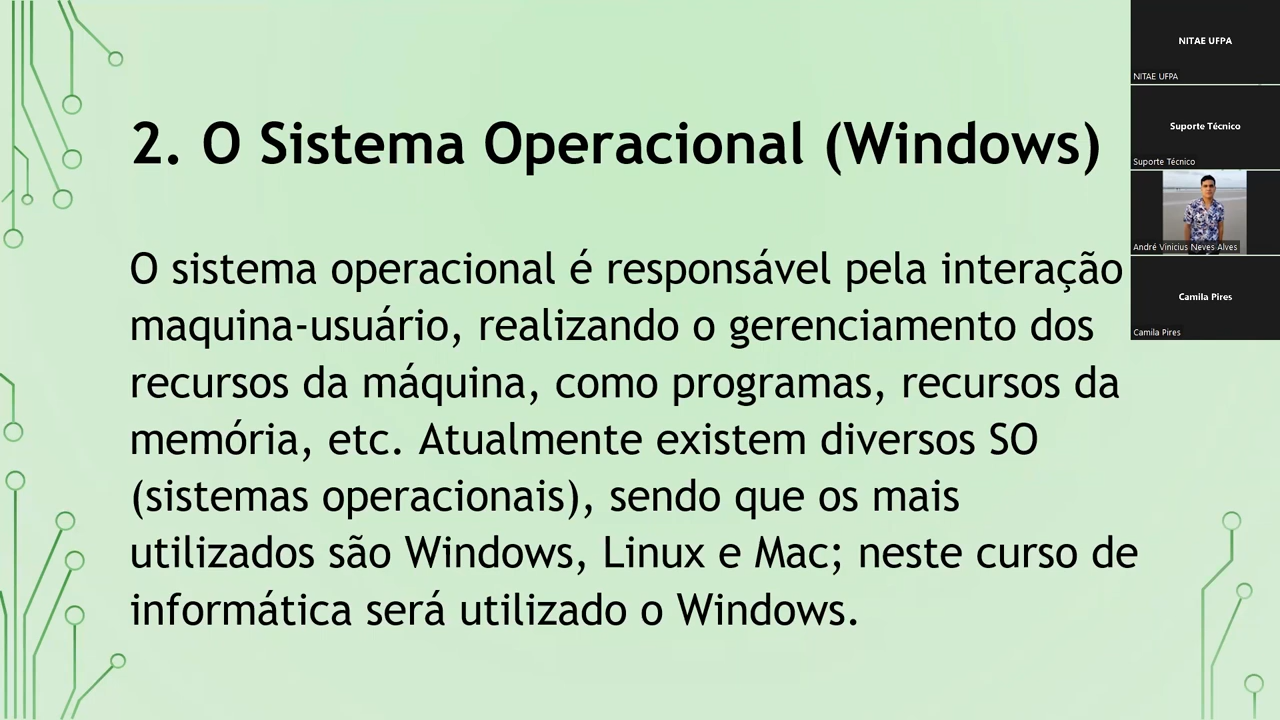 2. O Sistema Operacional (Windows)
O sistema operacional é responsável pela interação
maquina-usuário, realizando o gerenciamento dos
recursos da máquina, como programas, recursos da
memória, etc. Atualmente existem diversos SO
(sistemas operacionais), sendo que os mais
utilizados são Windows, Linux e Mac; neste curso de
informática será utilizado o Windows.
NITAE UFPA
NITAE UFPA
Suporte Técnico
Suporte Técnico
André Vinicius Neves Alves
Camila Pires
Camila Pires